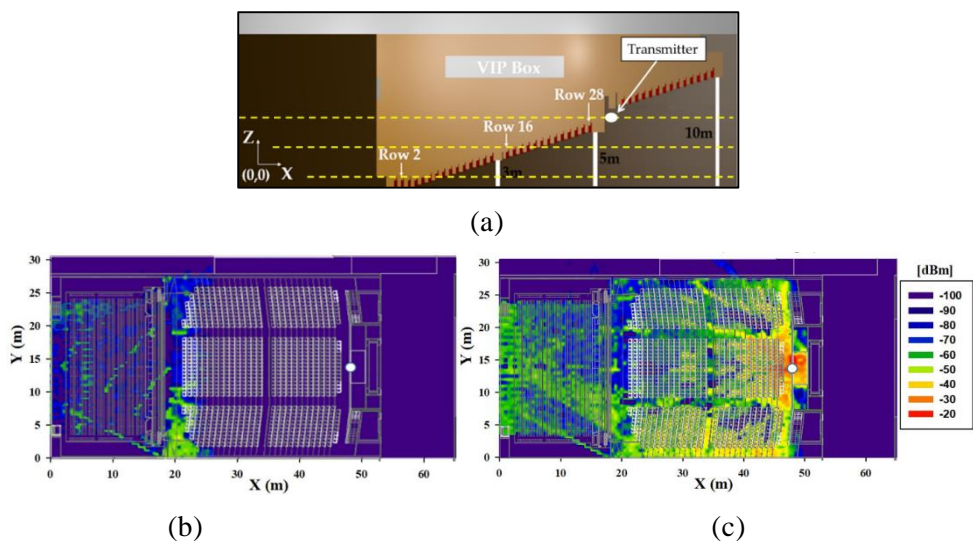 Transmitter
VIP Box
Row 28
Row 16
Row 2
Z
X
(0,0)
3m
5m
10m
(a)
(b)
(c)
30
25
20
15
10
5
0
Y (m)
0 10 20 30 40 50 60
X (m)
30
25
20
15
10
5
0
Y (m)
0 10 20 30 40 50 60
X (m)
[dBm]
-100
-90
-80
-70
-60
-50
-40
-30
-20
(b)
(c)